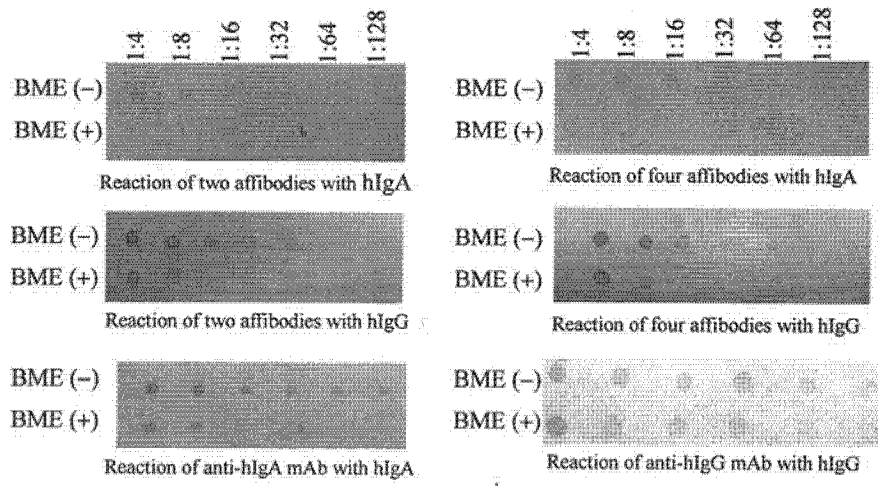 1:4 1:8 1:16 1:32 1:64 1:128
BME (−)
BME (+)
Reaction of two affibodies with hIgA
1:4 1:8 1:16 1:32 1:64 1:128
BME (−)
BME (+)
Reaction of four affibodies with hIgA
BME (−)
BME (+)
Reaction of two affibodies with hIgG
BME (−)
BME (+)
Reaction of four affibodies with hIgG
BME (−)
BME (+)
Reaction of anti-hIgA mAb with hIgA
BME (−)
BME (+)
Reaction of anti-hIgG mAb with hIgG